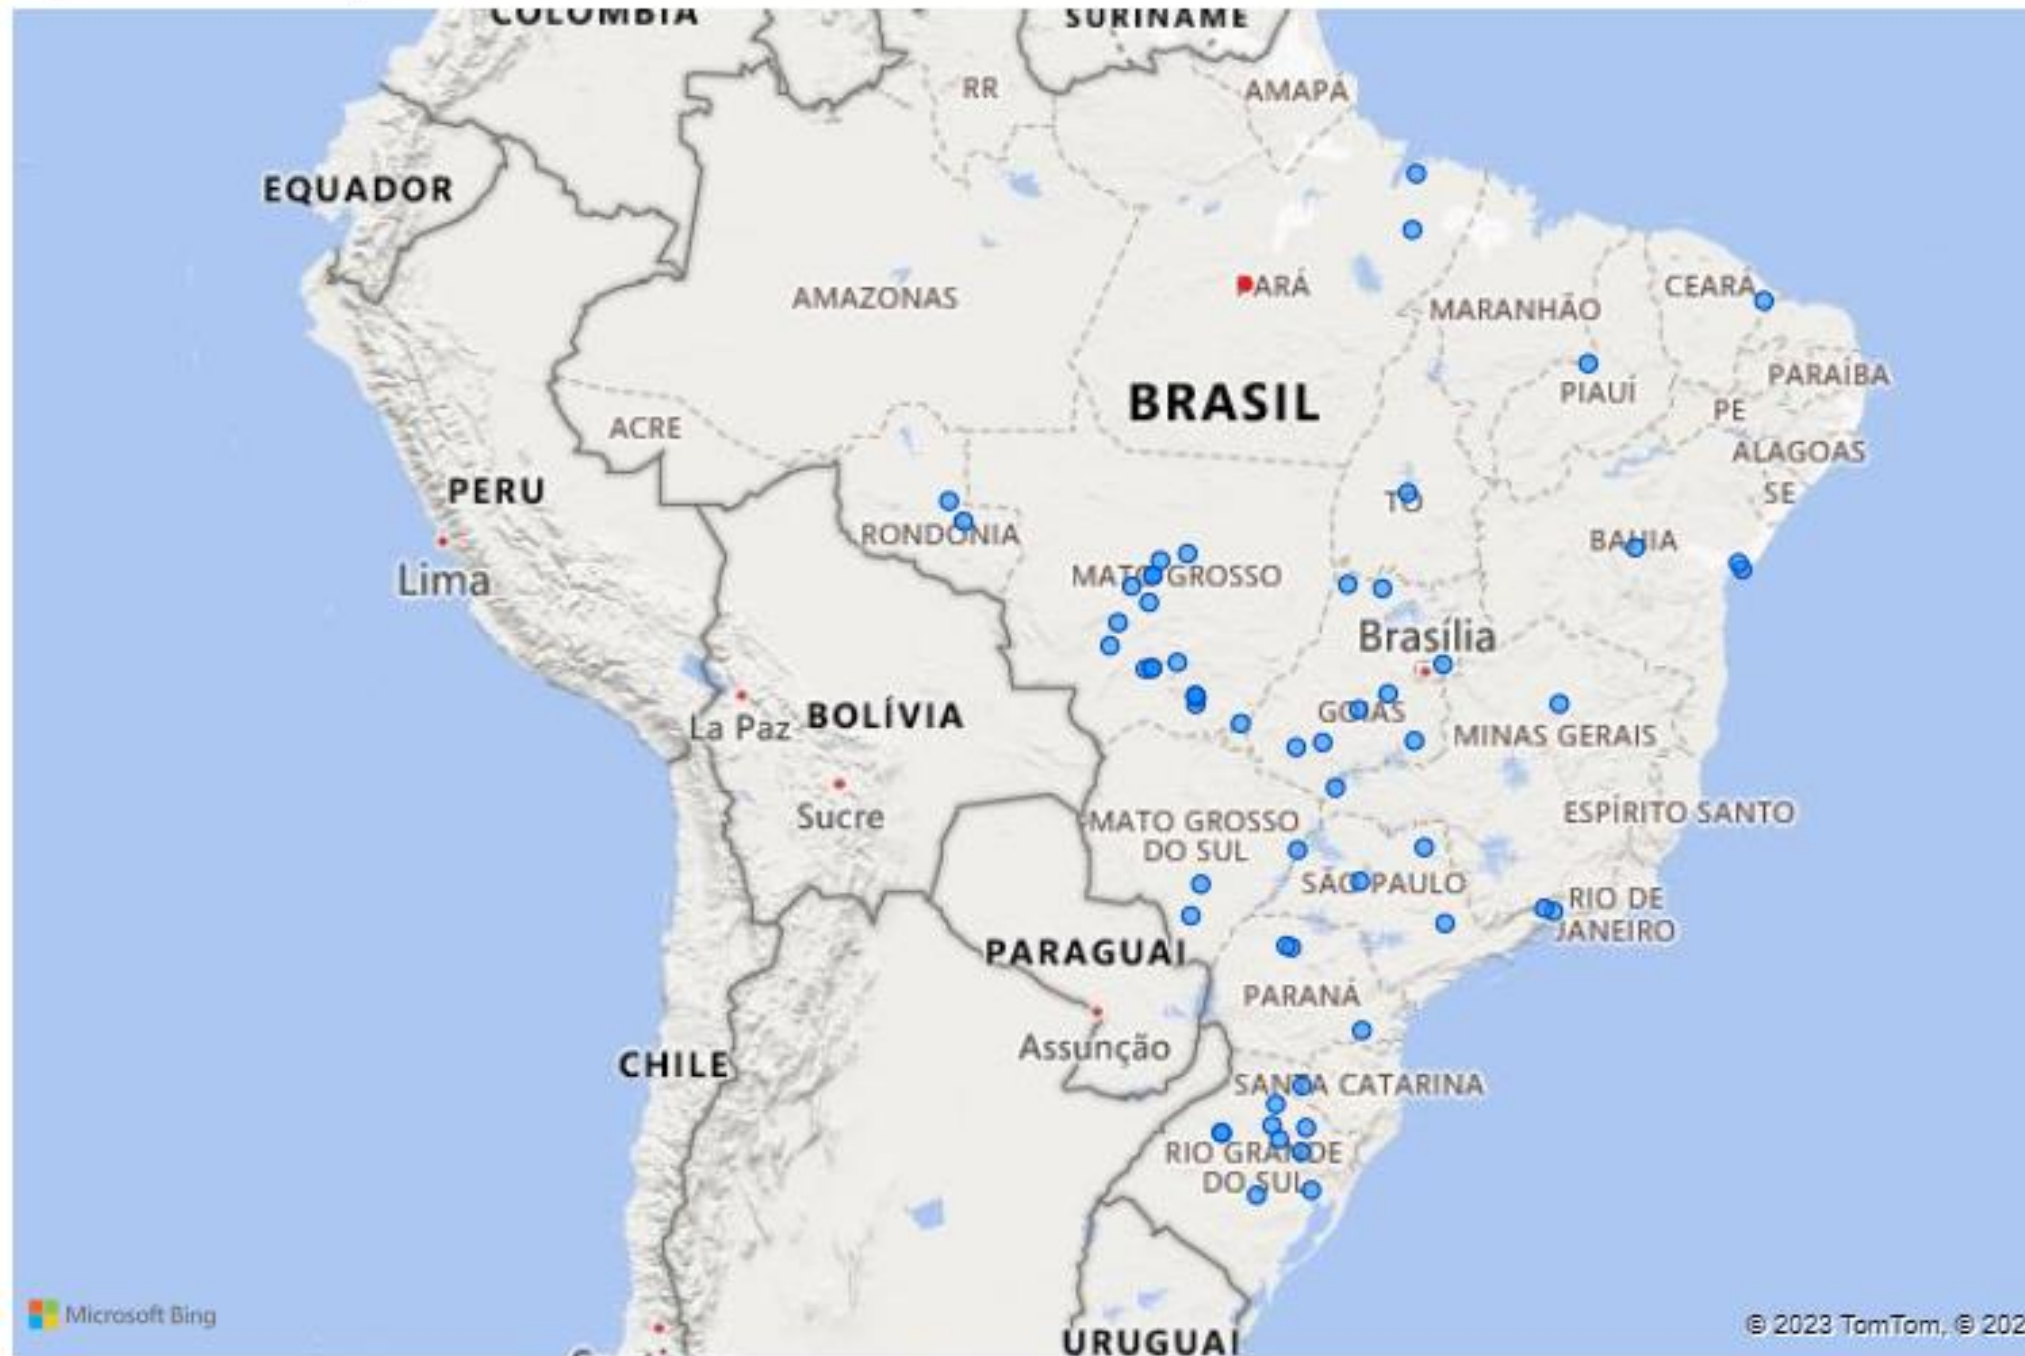 COLOMBIA
SURINAME
RR
AMAPÁ
EQUADOR
AMAZONAS
PARÁ
MARANHÃO
CEARÁ
BRASIL
PIAUÍ
PARAÍBA
PE
ACRE
ALAGOAS
SE
PERU
TO
RONDONIA
BAHIA
Lima
MATO GROSSO
Brasília
La Paz
BOLÍVIA
GOIÁS
MINAS GERAIS
Sucre
MATO GROSSO
DO SUL
ESPÍRITO SANTO
SÃO PAULO
RIO DE
JANEIRO
PARAGUAI
PARANÁ
Assunção
CHILE
SANTA CATARINA
RIO GRANDE
DO SUL
Microsoft Bing
URUGUAI
© 2023 TomTom, © 202